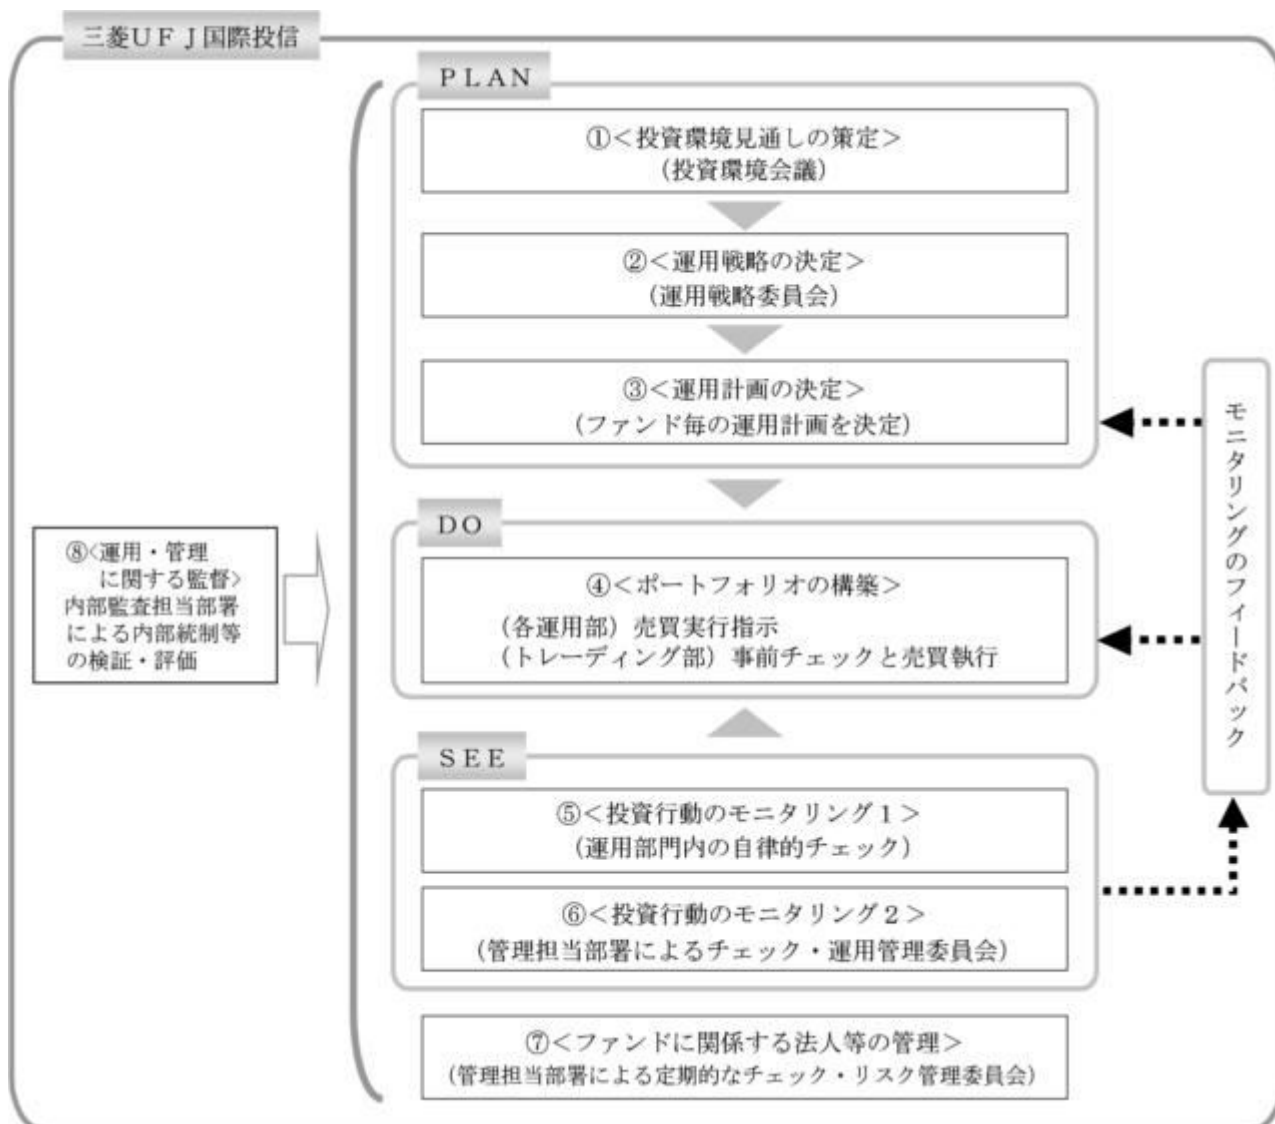 三菱ＵＦＪ国際投信
ＰＬＡＮ
①＜投資環境見通しの策定＞
（投資環境会議）
②＜運用戦略の決定＞
（運用戦略委員会）
③＜運用計画の決定＞
（ファンド毎の運用計画を決定）
ＤＯ
④＜ポートフォリオの構築＞
（各運用部）売買実行指示
（トレーディング部）事前チェックと売買執行
ＳＥＥ
⑤＜投資行動のモニタリング１＞
（運用部門内の自律的チェック）
⑥＜投資行動のモニタリング２＞
（管理担当部署によるチェック・運用管理委員会）
⑦＜ファンドに関係する法人等の管理＞
（管理担当部署による定期的なチェック・リスク管理委員会）
⑧<運用・管理
に関する監督>
内部監査担当部署
による内部統制等
の検証・評価
モニタリングのフィードバック